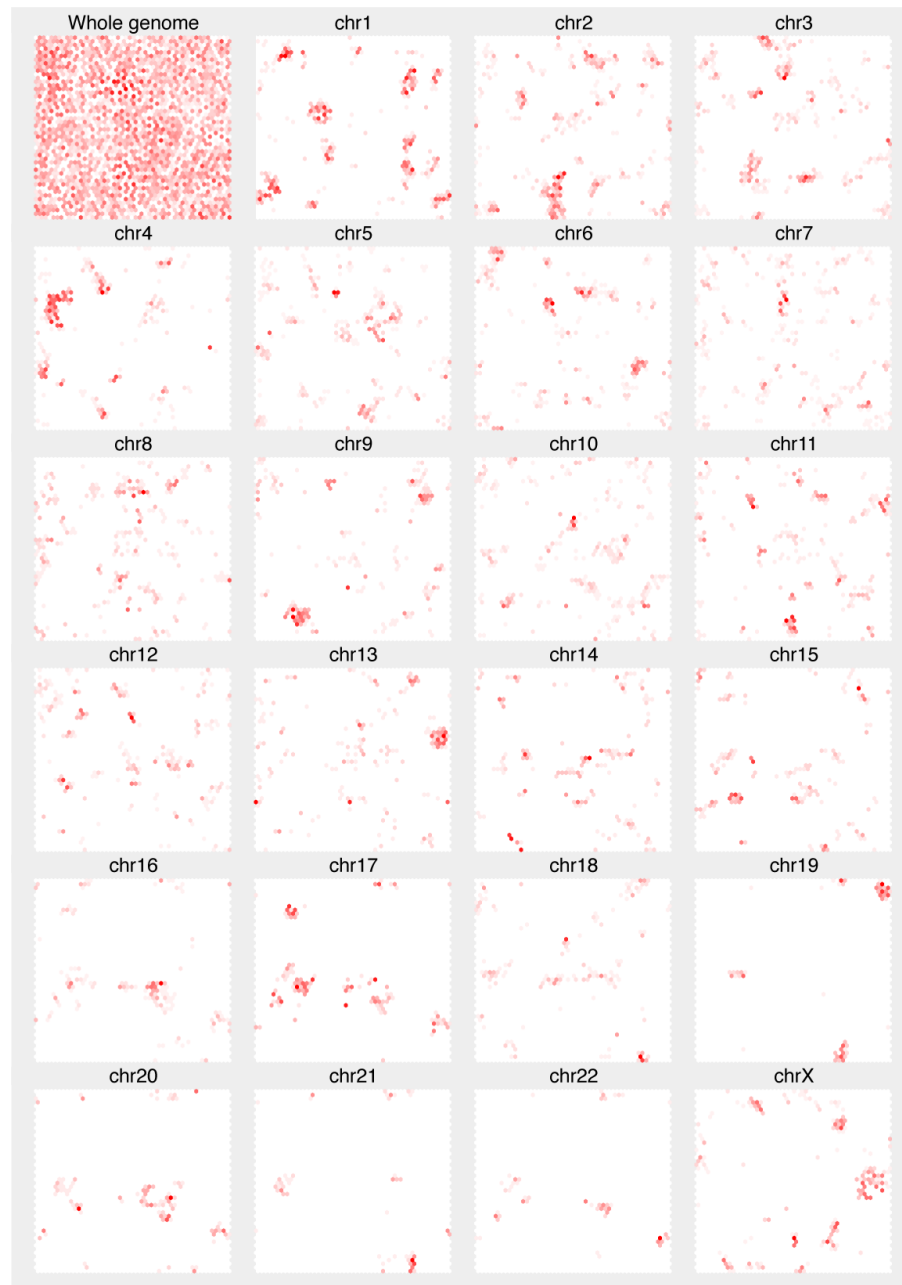 Whole genome chr1 chr2 chr3
chr4 chr5 chr6 chr7
chr8 chr9 chr10 chr11
chr12 chr13 chr14 chr15
chr16 chr17 chr18 chr19
chr20 chr21 chr22 chrX